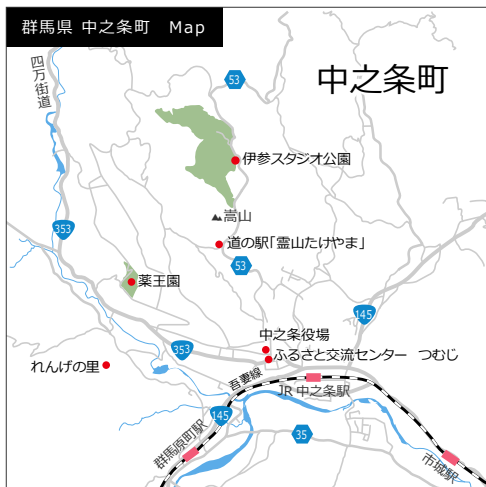 群馬県 中之条町 Map
中之条町
四万街道
53
伊参スタジオ公園
嵩山
353
道の駅「霊山たけやま」
53
薬王園
145
中之条役場
353
ふるさと交流センター つむじ
れんげの里
吾妻線
JR 中之条駅
145
群馬原町駅
35
市城駅